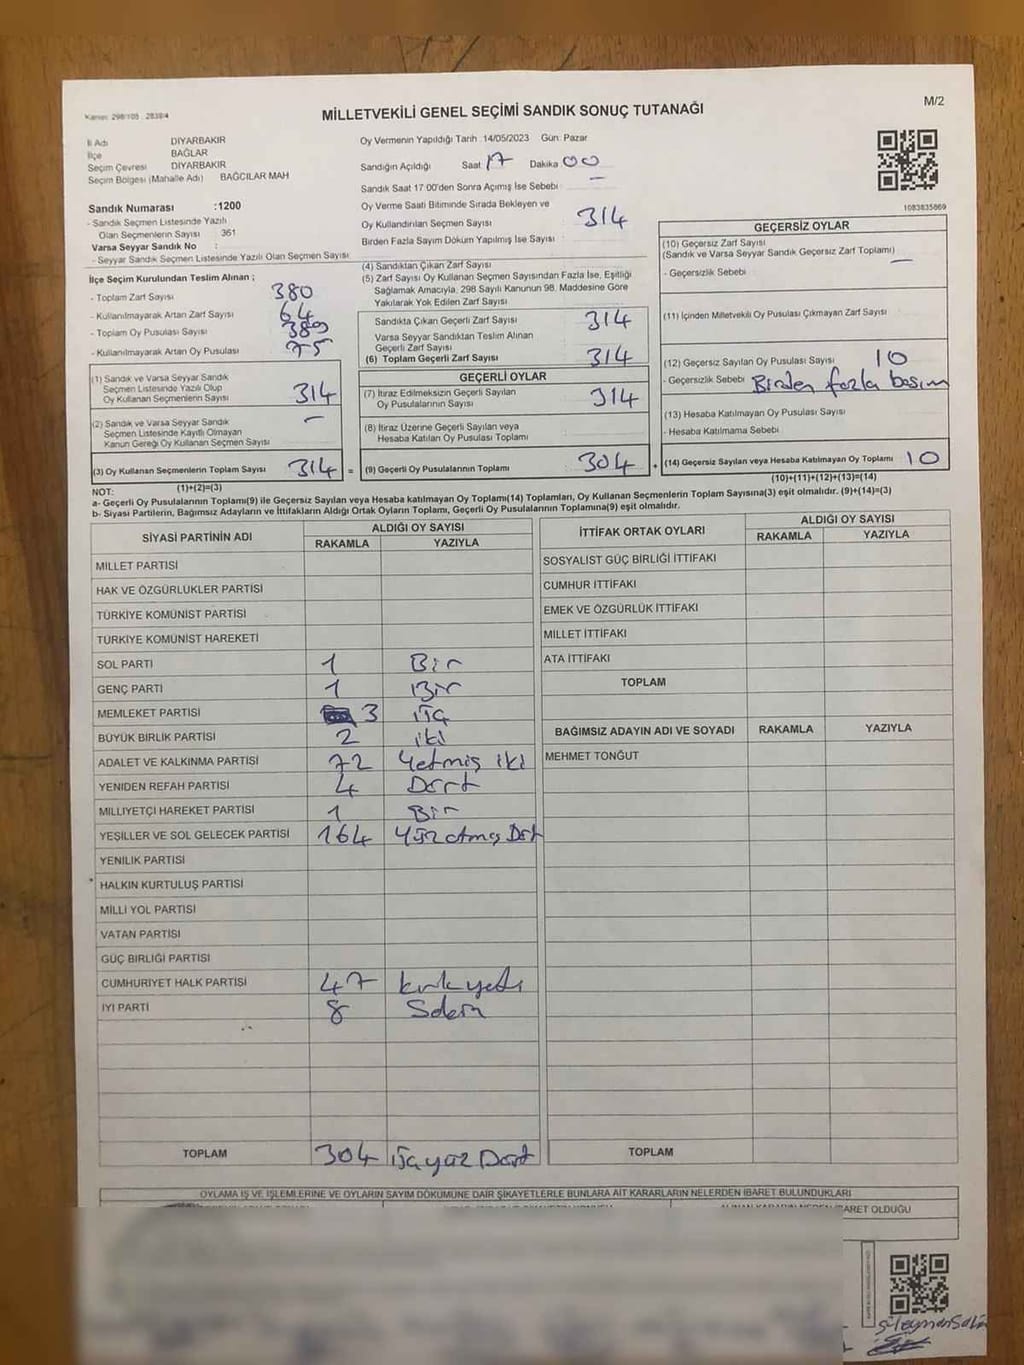 Kanun: 298/105 . 2839/4
MİLLETVEKİLİ GENEL SEÇİMİ SANDIK SONUÇ TUTANAĞI
M/2
İl Adı DİYARBAKIR
İlçe BAĞLAR
Seçim Çevresi DİYARBAKIR
Seçim Bölgesi (Mahalle Adı) BAĞCILAR MAH
Sandık Numarası :1200
- Sandık Seçmen Listesinde Yazılı
Olan Seçmenlerin Sayısı 361
Varsa Seyyar Sandık No :
- Seyyar Sandık Seçmen Listesinde Yazılı Olan Seçmen Sayısı
Oy Vermenin Yapıldığı Tarih 14/05/2023 Gün: Pazar
Sandığın Açıldığı Saat 17 Dakika 00
Sandık Saat 17 00'den Sonra Açılmış İse Sebebi : —
Oy Verme Saati Bitiminde Sırada Bekleyen ve
Oy Kullandırılan Seçmen Sayısı 314
Birden Fazla Sayım Döküm Yapılmış İse Sayısı :
1083835869
İlçe Seçim Kurulundan Teslim Alınan ;
- Toplam Zarf Sayısı 380
- Kullanılmayarak Artan Zarf Sayısı 64
- Toplam Oy Pusulası Sayısı 389
- Kullanılmayarak Artan Oy Pusulası 75
(1) Sandık ve Varsa Seyyar Sandık
Seçmen Listesinde Yazılı Olup
Oy Kullanan Seçmenlerin Sayısı 314
(2) Sandık ve Varsa Seyyar Sandık
Seçmen Listesinde Kayıtlı Olmayan
Kanun Gereği Oy Kullanan Seçmen Sayısı —
(3) Oy Kullanan Seçmenlerin Toplam Sayısı 314 =
(1)+(2)=(3)
(4) Sandıktan Çıkan Zarf Sayısı
(5) Zarf Sayısı Oy Kullanan Seçmen Sayısından Fazla İse, Eşitliği
Sağlamak Amacıyla, 298 Sayılı Kanunun 98. Maddesine Göre
Yakılarak Yok Edilen Zarf Sayısı
Sandıkta Çıkan Geçerli Zarf Sayısı 314
Varsa Seyyar Sandıktan Teslim Alınan
Geçerli Zarf Sayısı
(6) Toplam Geçerli Zarf Sayısı 314
GEÇERLİ OYLAR
(7) İtiraz Edilmeksizin Geçerli Sayılan
Oy Pusulalarının Sayısı 314
(8) İtiraz Üzerine Geçerli Sayılan veya
Hesaba Katılan Oy Pusulası Toplamı
(9) Geçerli Oy Pusulalarının Toplamı 304 +
GEÇERSİZ OYLAR
(10) Geçersiz Zarf Sayısı
(Sandık ve Varsa Seyyar Sandık Geçersiz Zarf Toplamı) —
- Geçersizlik Sebebi
(11) İçinden Milletvekili Oy Pusulası Çıkmayan Zarf Sayısı
(12) Geçersiz Sayılan Oy Pusulası Sayısı 10
- Geçersizlik Sebebi Birden fazla basım
(13) Hesaba Katılmayan Oy Pusulası Sayısı
- Hesaba Katılmama Sebebi
(14) Geçersiz Sayılan veya Hesaba Katılmayan Oy Toplamı 10
(10)+(11)+(12)+(13)=(14)
NOT:
a- Geçerli Oy Pusulalarının Toplamı(9) ile Geçersiz Sayılan veya Hesaba katılmayan Oy Toplamı(14) Toplamları, Oy Kullanan Seçmenlerin Toplam Sayısına(3) eşit olmalıdır. (9)+(14)=(3)
b- Siyasi Partilerin, Bağımsız Adayların ve İttifakların Aldığı Ortak Oyların Toplamı, Geçerli Oy Pusulalarının Toplamına(9) eşit olmalıdır.
SİYASİ PARTİNİN ADI ALDIĞI OY SAYISI
RAKAMLA YAZIYLA
MİLLET PARTİSİ
HAK VE ÖZGÜRLÜKLER PARTİSİ
TÜRKİYE KOMÜNİST PARTİSİ
TÜRKİYE KOMÜNİST HAREKETİ
SOL PARTİ 1 Bir
GENÇ PARTİ 1 Bir
MEMLEKET PARTİSİ 3 üç
BÜYÜK BİRLİK PARTİSİ 2 iki
ADALET VE KALKINMA PARTİSİ 72 Yetmiş iki
YENİDEN REFAH PARTİSİ 4 Dört
MİLLİYETÇİ HAREKET PARTİSİ 1 Bir
YEŞİLLER VE SOL GELECEK PARTİSİ 164 Yüz atmış Dört
YENİLİK PARTİSİ
HALKIN KURTULUŞ PARTİSİ
MİLLİ YOL PARTİSİ
VATAN PARTİSİ
GÜÇ BİRLİĞİ PARTİSİ
CUMHURİYET HALK PARTİSİ 47 kırk yedi
İYİ PARTİ 8 Sekiz
TOPLAM 304 üçyüz Dört
İTTİFAK ORTAK OYLARI ALDIĞI OY SAYISI
RAKAMLA YAZIYLA
SOSYALİST GÜÇ BİRLİĞİ İTTİFAKI
CUMHUR İTTİFAKI
EMEK VE ÖZGÜRLÜK İTTİFAKI
MİLLET İTTİFAKI
ATA İTTİFAKI
TOPLAM
BAĞIMSIZ ADAYIN ADI VE SOYADI RAKAMLA YAZIYLA
MEHMET TONĞUT
TOPLAM
OYLAMA İŞ VE İŞLEMLERİNE VE OYLARIN SAYIM DÖKÜMÜNE DAİR ŞİKAYETLERLE BUNLARA AİT KARARLARIN NELERDEN İBARET BULUNDUKLARI
İBARET OLDUĞU